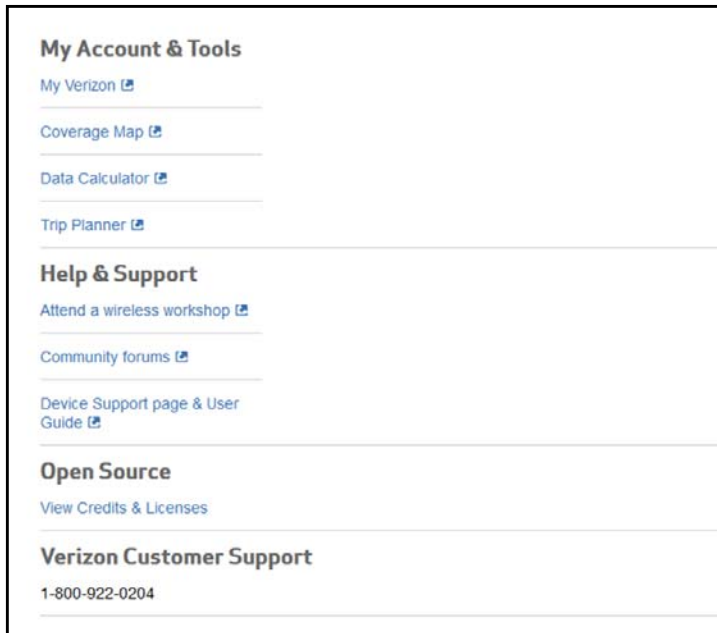 My Account & Tools
My Verizon
Coverage Map
Data Calculator
Trip Planner
Help & Support
Attend a wireless workshop
Community forums
Device Support page & User
Guide
Open Source
View Credits & Licenses
Verizon Customer Support
1-800-922-0204